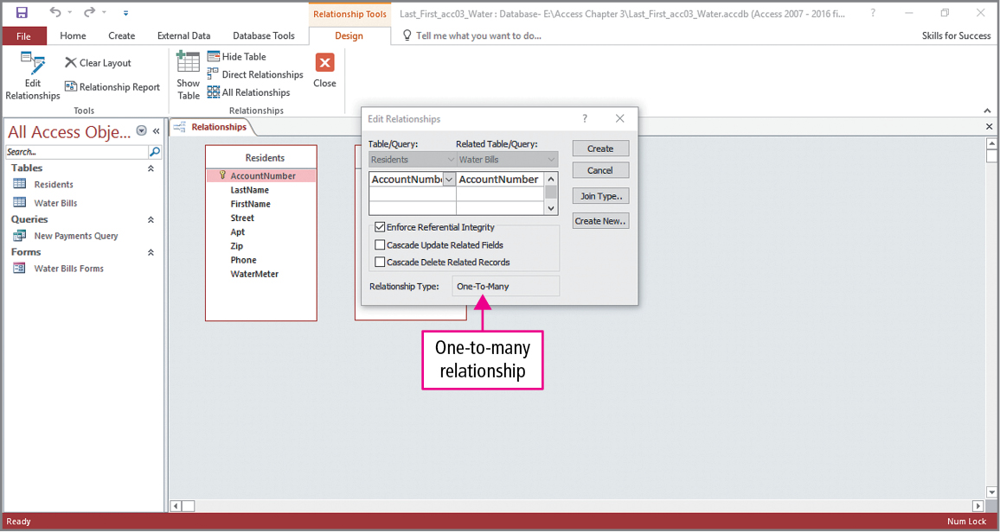 Relationship Tools
Last_First_acc03_Water : Database- E:\Access Chapter 3\Last_First_acc03_Water.accdb (Access 2007 - 2016 fi...
?
File
Home
Create
External Data
Database Tools
Design
Tell me what you want to do...
Skills for Success
Edit
Relationships
Clear Layout
Relationship Report
Tools
Show
Table
Hide Table
Direct Relationships
All Relationships
Relationships
Close
All Access Obje...
Search...
Tables
Residents
Water Bills
Queries
New Payments Query
Forms
Water Bills Forms
Relationships
Residents
AccountNumber
LastName
FirstName
Street
Apt
Zip
Phone
WaterMeter
Edit Relationships
?
Table/Query:
Related Table/Query:
Residents
Water Bills
AccountNumb
AccountNumber
Create
Cancel
Join Type..
Create New..
Enforce Referential Integrity
Cascade Update Related Fields
Cascade Delete Related Records
Relationship Type:
One-To-Many
One-to-many
relationship
Ready
Num Lock